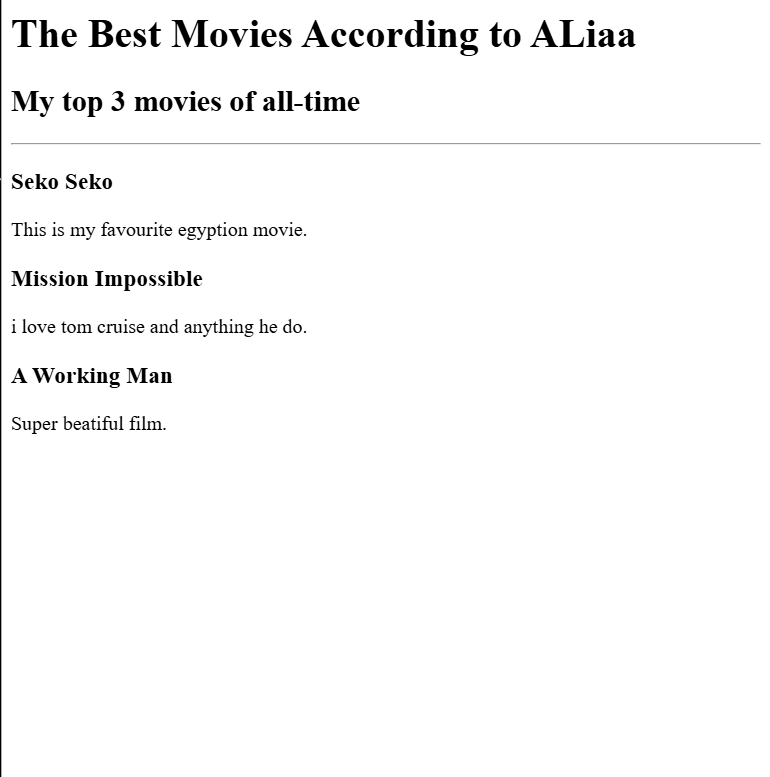 The Best Movies According to ALiaa
My top 3 movies of all-time
Seko Seko
This is my favourite egyption movie.
Mission Impossible
i love tom cruise and anything he do.
A Working Man
Super beatiful film.